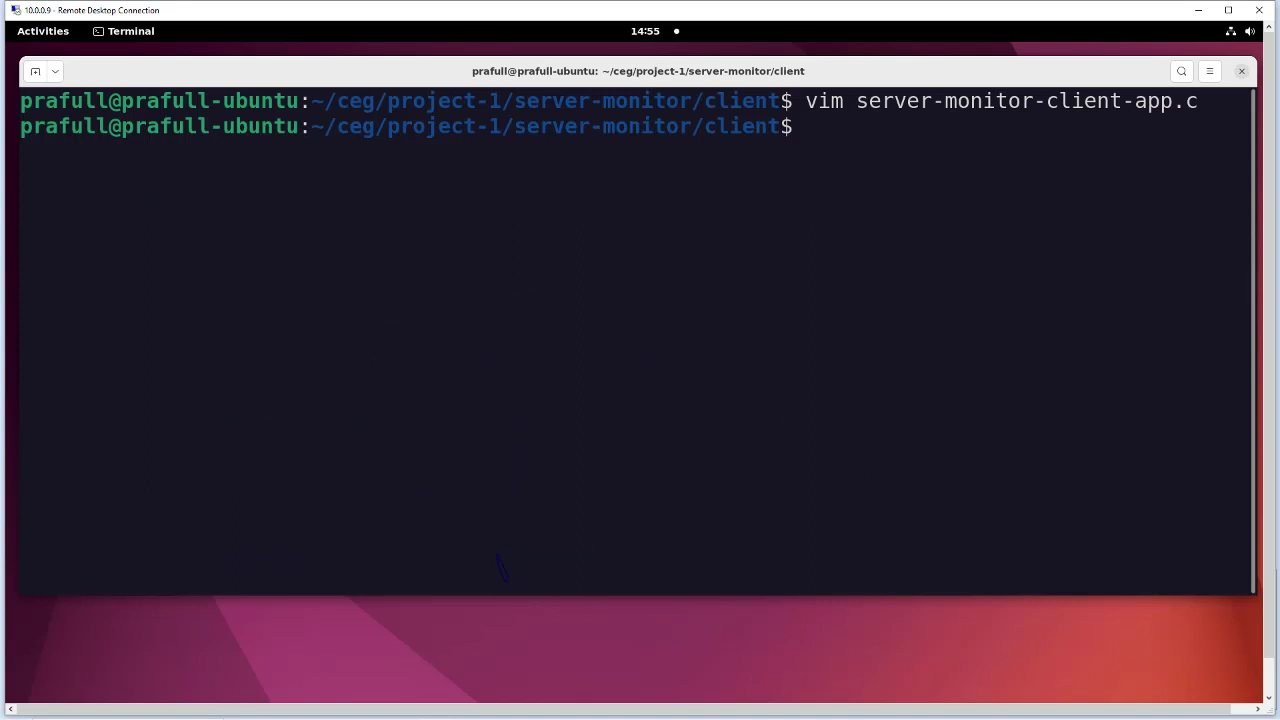 10.0.0.9 - Remote Desktop Connection
Activities
Terminal
14:55
prafull@prafull-ubuntu: ~/ceg/project-1/server-monitor/client
prafull@prafull-ubuntu:~/ceg/project-1/server-monitor/client$ vim server-monitor-client-app.c
prafull@prafull-ubuntu:~/ceg/project-1/server-monitor/client$